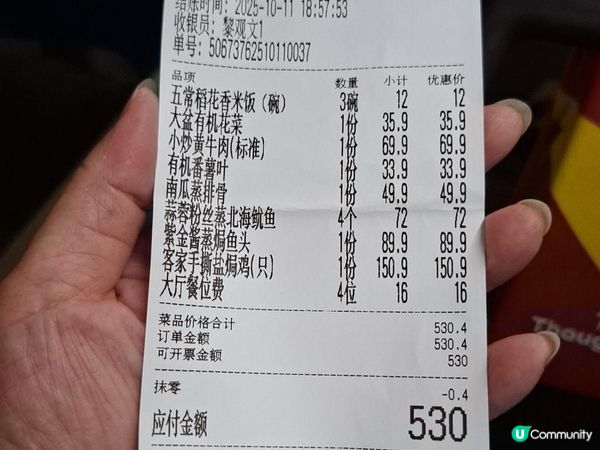 结账时间: 2025-10-11 18:57:53
收银员: 黎观文1
单号: 50673762510110037
品项 数量 小计 优惠价
五常稻花香米饭（碗） 3碗 12 12
大盆有机花菜 1份 35.9 35.9
小炒黄牛肉(标准) 1份 69.9 69.9
有机番薯叶 1份 33.9 33.9
南瓜蒸排骨 1份 49.9 49.9
蒜蓉粉丝蒸北海鱿鱼 4个 72 72
紫金酱蒸焗鱼头 1份 89.9 89.9
客家手撕盐焗鸡(只) 1份 150.9 150.9
大厅餐位费 4位 16 16
菜品价格合计 530.4
订单金额 530.4
可开票金额 530
抹零 -0.4
应付金额 530
Thoug
U Community